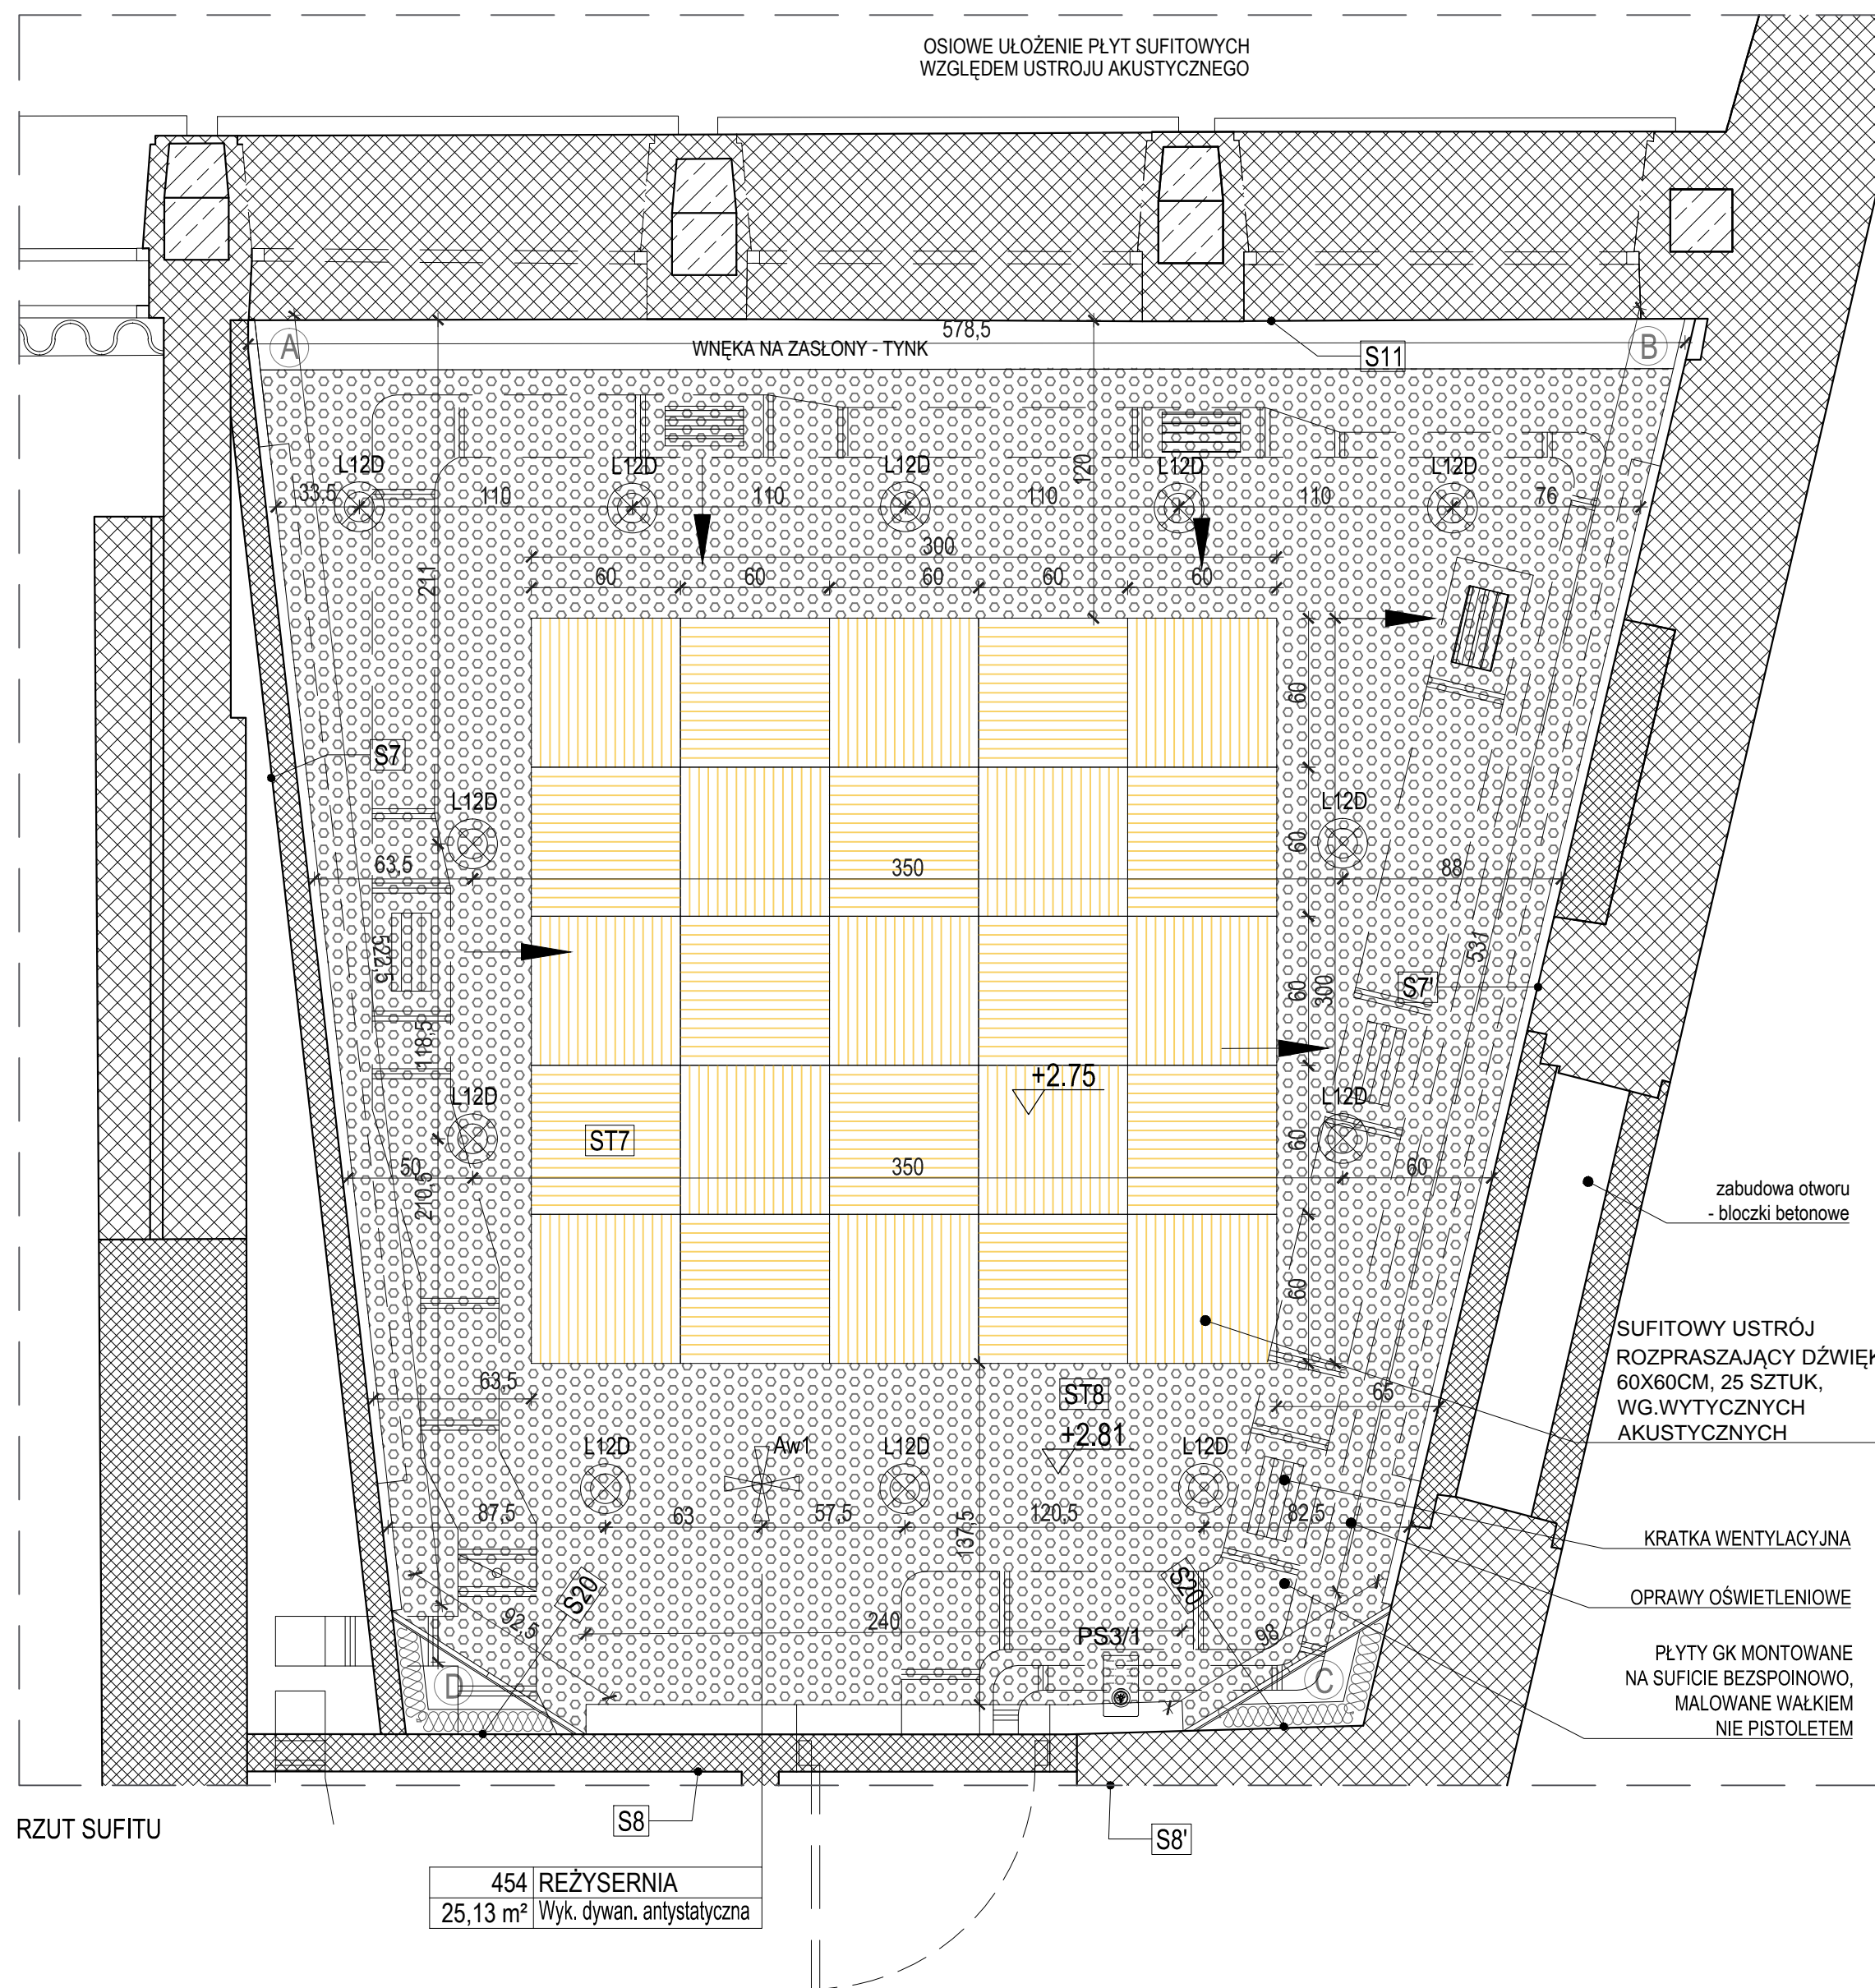 OSIOWE UŁOŻENIE PŁYT SUFITOWYCH
WZGLĘDEM USTROJU AKUSTYCZNEGO
578,5
A
WNĘKA NA ZASŁONY - TYNK
B
S11
L12D
L12D
L12D
L12D
L12D
120
33,5
110
110
110
110
76
300
211
60
60
60
60
60
60
S7
L12D
L12D
60
63,5
350
88
522,5
531
60
300
S7'
118,5
+2.75
L12D
L12D
ST7
60
50
350
60
210,5
zabudowa otworu
- bloczki betonowe
60
SUFITOWY USTRÓJ
ROZPRASZAJĄCY DŹWIĘK
60X60CM, 25 SZTUK,
WG.WYTYCZNYCH
AKUSTYCZNYCH
63,5
ST8
65
+2.81
L12D
Aw1
L12D
L12D
87,5
63
57,5
137,5
120,5
82,5
KRATKA WENTYLACYJNA
S20
S20
OPRAWY OŚWIETLENIOWE
92,5
240
PS3/1
98
PŁYTY GK MONTOWANE
NA SUFICIE BEZSPOINOWO,
MALOWANE WAŁKIEM
NIE PISTOLETEM
D
C
RZUT SUFITU
S8
S8'
454 REŻYSERNIA
25,13 m² Wyk. dywan. antystatyczna